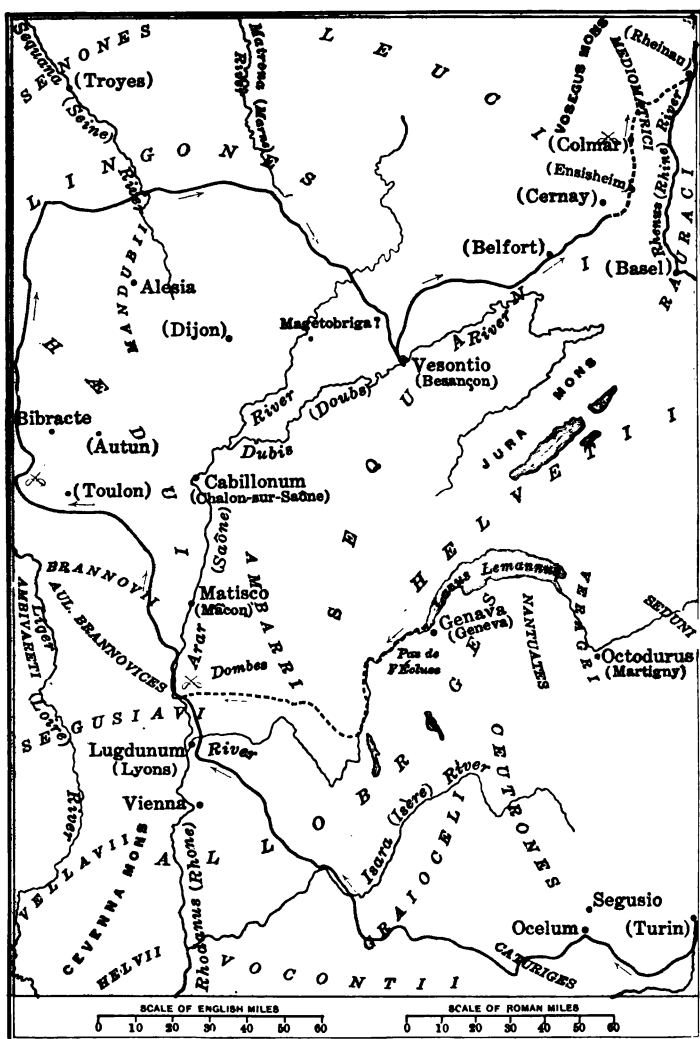 SENONES
Sequana
(Seine)
River
(Troyes)
Matrona (Marne)
River
LEUCI
VOSEGUS MONS
MEDIOMATRICI
(Rheinau)
(Colmar)
(Ensisheim)
(Cernay)
Rhenus (Rhine) River
RAURACI
(Basel)
(Belfort)
LINGONES
MANDUBII
Alesia
(Dijon)
Magetobriga?
Vesontio
(Besançon)
HÆDUI
Bibracte
(Autun)
(Toulon)
River
Dubis
(Doubs)
River
Cabillonum
(Chalon-sur-Saône)
JURA MONS
SEQUANI
HELVETII
BRANNOVII
AUL. BRANNOVICES
AMBIVARETI
Liger
(Loire)
River
Arar
(Saône)
Matisco
(Macon)
AMBARRI
Dombes
Lacus Lemannus
Genava
(Geneva)
Pas de
l'Écluse
NANTUATES
VERAGRI
SEDUNI
Octodurus
(Martigny)
SEGUSIAVI
Lugdunum
(Lyons)
River
Vienna
ALLOBROGES
Isara (Isère) River
CEUTRONES
GRAIOCELI
VELLAVII
CEVENNA MONS
HELVII
Rhodanus (Rhone)
VOCONTII
CATURIGES
Segusio
Ocelum
(Turin)
SCALE OF ENGLISH MILES
0 10 20 30 40 50 60
SCALE OF ROMAN MILES
0 10 20 30 40 50 60